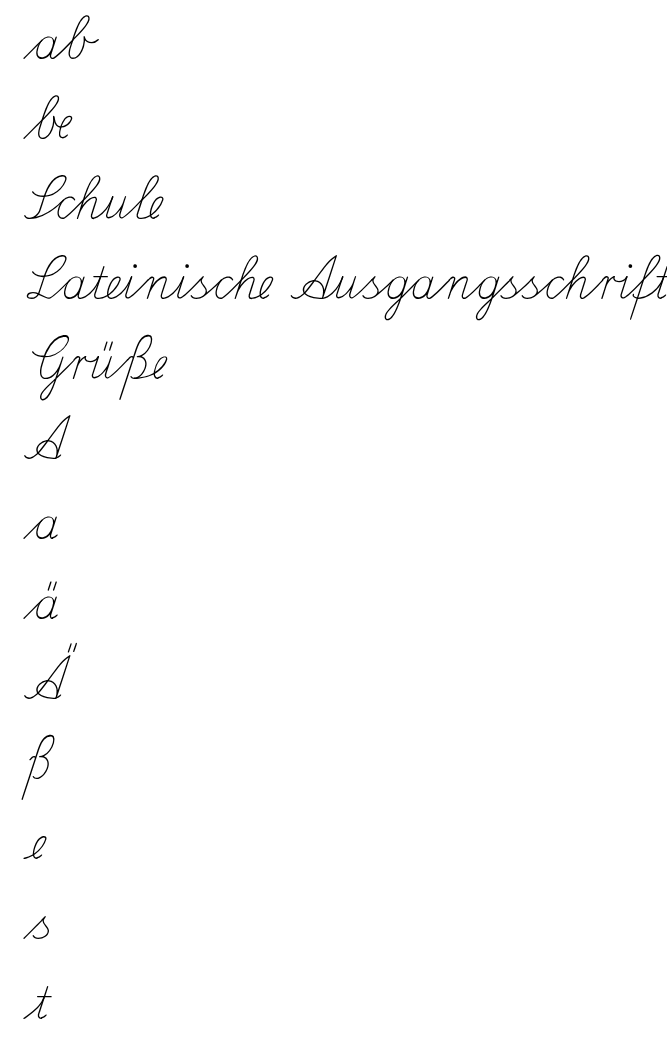 ab
be
Schule
Lateinische Ausgangsschrift
Grüße
A
a
ä
Ä
ß
e
s
t